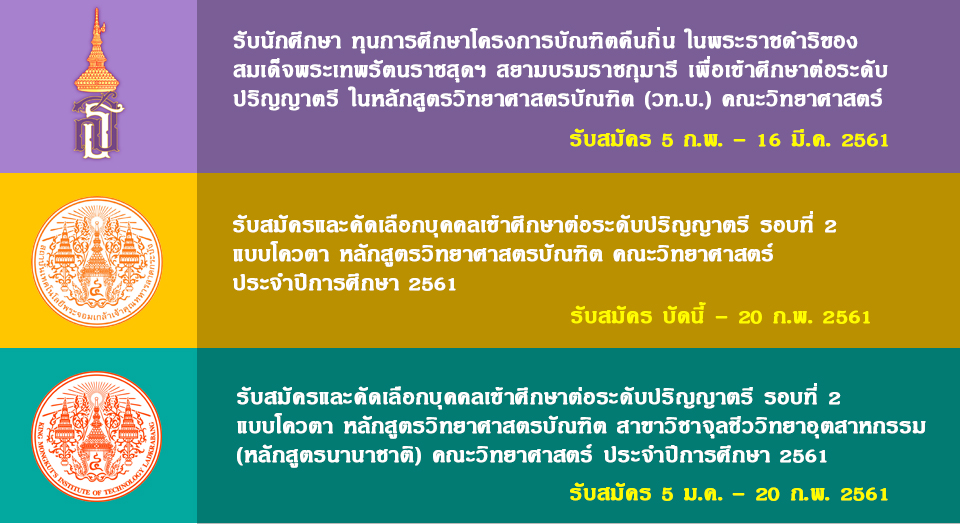 รับนักศึกษา ทุนการศึกษาโครงการบัณฑิตคืนถิ่น ในพระราชดำริของ
สมเด็จพระเทพรัตนราชสุดาฯ สยามบรมราชกุมารี เพื่อเข้าศึกษาต่อระดับ
ปริญญาตรี ในหลักสูตรวิทยาศาสตรบัณฑิต (วท.บ.) คณะวิทยาศาสตร์
รับสมัคร 5 ก.พ. – 16 มี.ค. 2561
รับสมัครและคัดเลือกบุคคลเข้าศึกษาต่อระดับปริญญาตรี รอบที่ 2
แบบโควตา หลักสูตรวิทยาศาสตรบัณฑิต คณะวิทยาศาสตร์
ประจำปีการศึกษา 2561
รับสมัคร บัดนี้ – 20 ก.พ. 2561
รับสมัครและคัดเลือกบุคคลเข้าศึกษาต่อระดับปริญญาตรี รอบที่ 2
แบบโควตา หลักสูตรวิทยาศาสตรบัณฑิต สาขาวิชาจุลชีววิทยาอุตสาหกรรม
(หลักสูตรนานาชาติ) คณะวิทยาศาสตร์ ประจำปีการศึกษา 2561
KING MONGKUT'S INSTITUTE OF TECHNOLOGY LADKRABANG
รับสมัคร 5 ม.ค. – 20 ก.พ. 2561